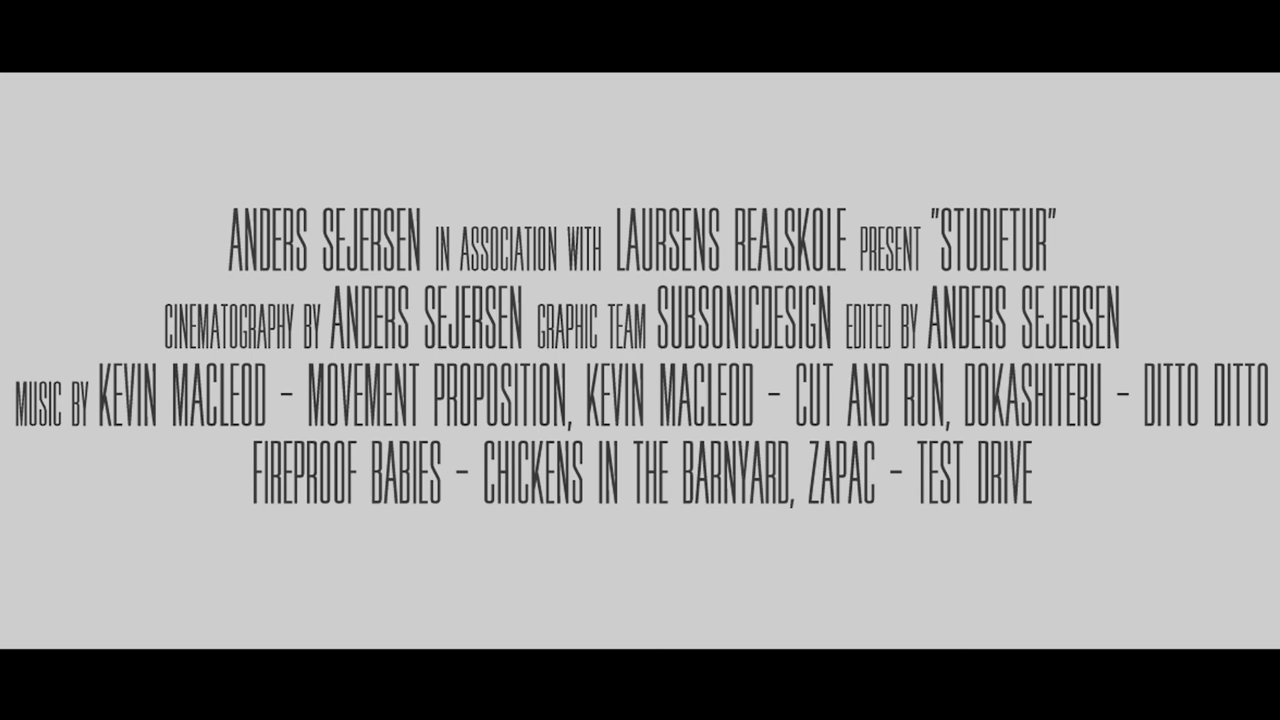 ANDERS SEJERSEN IN ASSOCIATION WITH LAURSENS REALSKOLE PRESENT "STUDIETUR"
CINEMATOGRAPHY BY ANDERS SEJERSEN GRAPHIC TEAM SUBSONICDESIGN EDITED BY ANDERS SEJERSEN
MUSIC BY KEVIN MACLEOD - MOVEMENT PROPOSITION, KEVIN MACLEOD - CUT AND RUN, DOKASHITERU - DITTO DITTO
FIREPROOF BABIES - CHICKENS IN THE BARNYARD, ZAPAC - TEST DRIVE